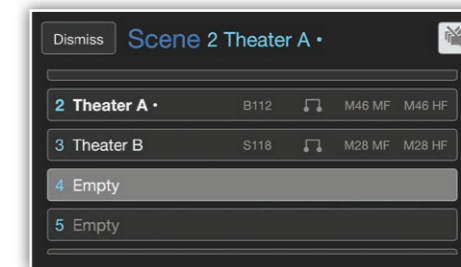 Dismiss Scene 2 Theater A •
2 Theater A • B112 M46 MF M46 HF
3 Theater B S118 M28 MF M28 HF
4 Empty
5 Empty